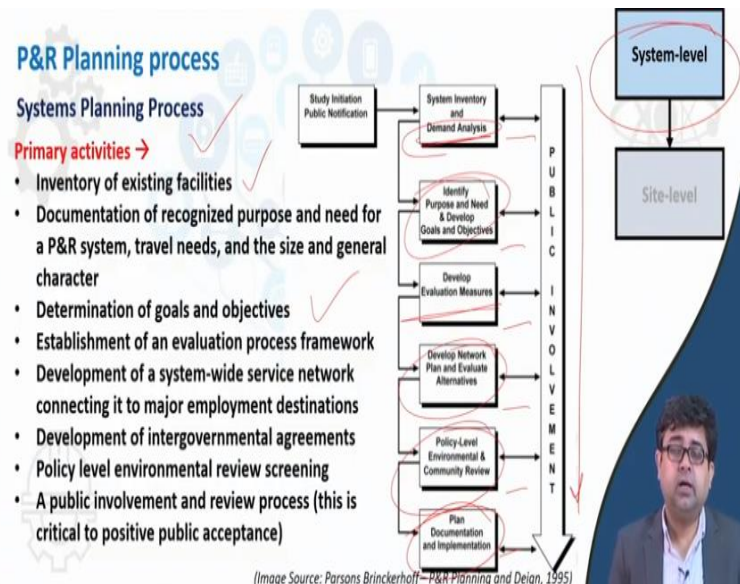 P&R Planning process
Systems Planning Process
Primary activities →
• Inventory of existing facilities
• Documentation of recognized purpose and need for
a P&R system, travel needs, and the size and general
character
• Determination of goals and objectives
• Establishment of an evaluation process framework
• Development of a system-wide service network
connecting it to major employment destinations
• Development of intergovernmental agreements
• Policy level environmental review screening
• A public involvement and review process (this is
critical to positive public acceptance)
Study Initiation
Public Notification
System Inventory
and
Demand Analysis
Identify
Purpose and Need
& Develop
Goals and Objectives
Develop
Evaluation Measures
Develop Network
Plan and Evaluate
Alternatives
Policy-Level
Environmental &
Community Review
Plan
Documentation
and Implementation
PUBLIC INVOLVEMENT
System-level
Site-level
(Image Source: Parsons Brinckerhoff – P&R Planning and Deign, 1995)